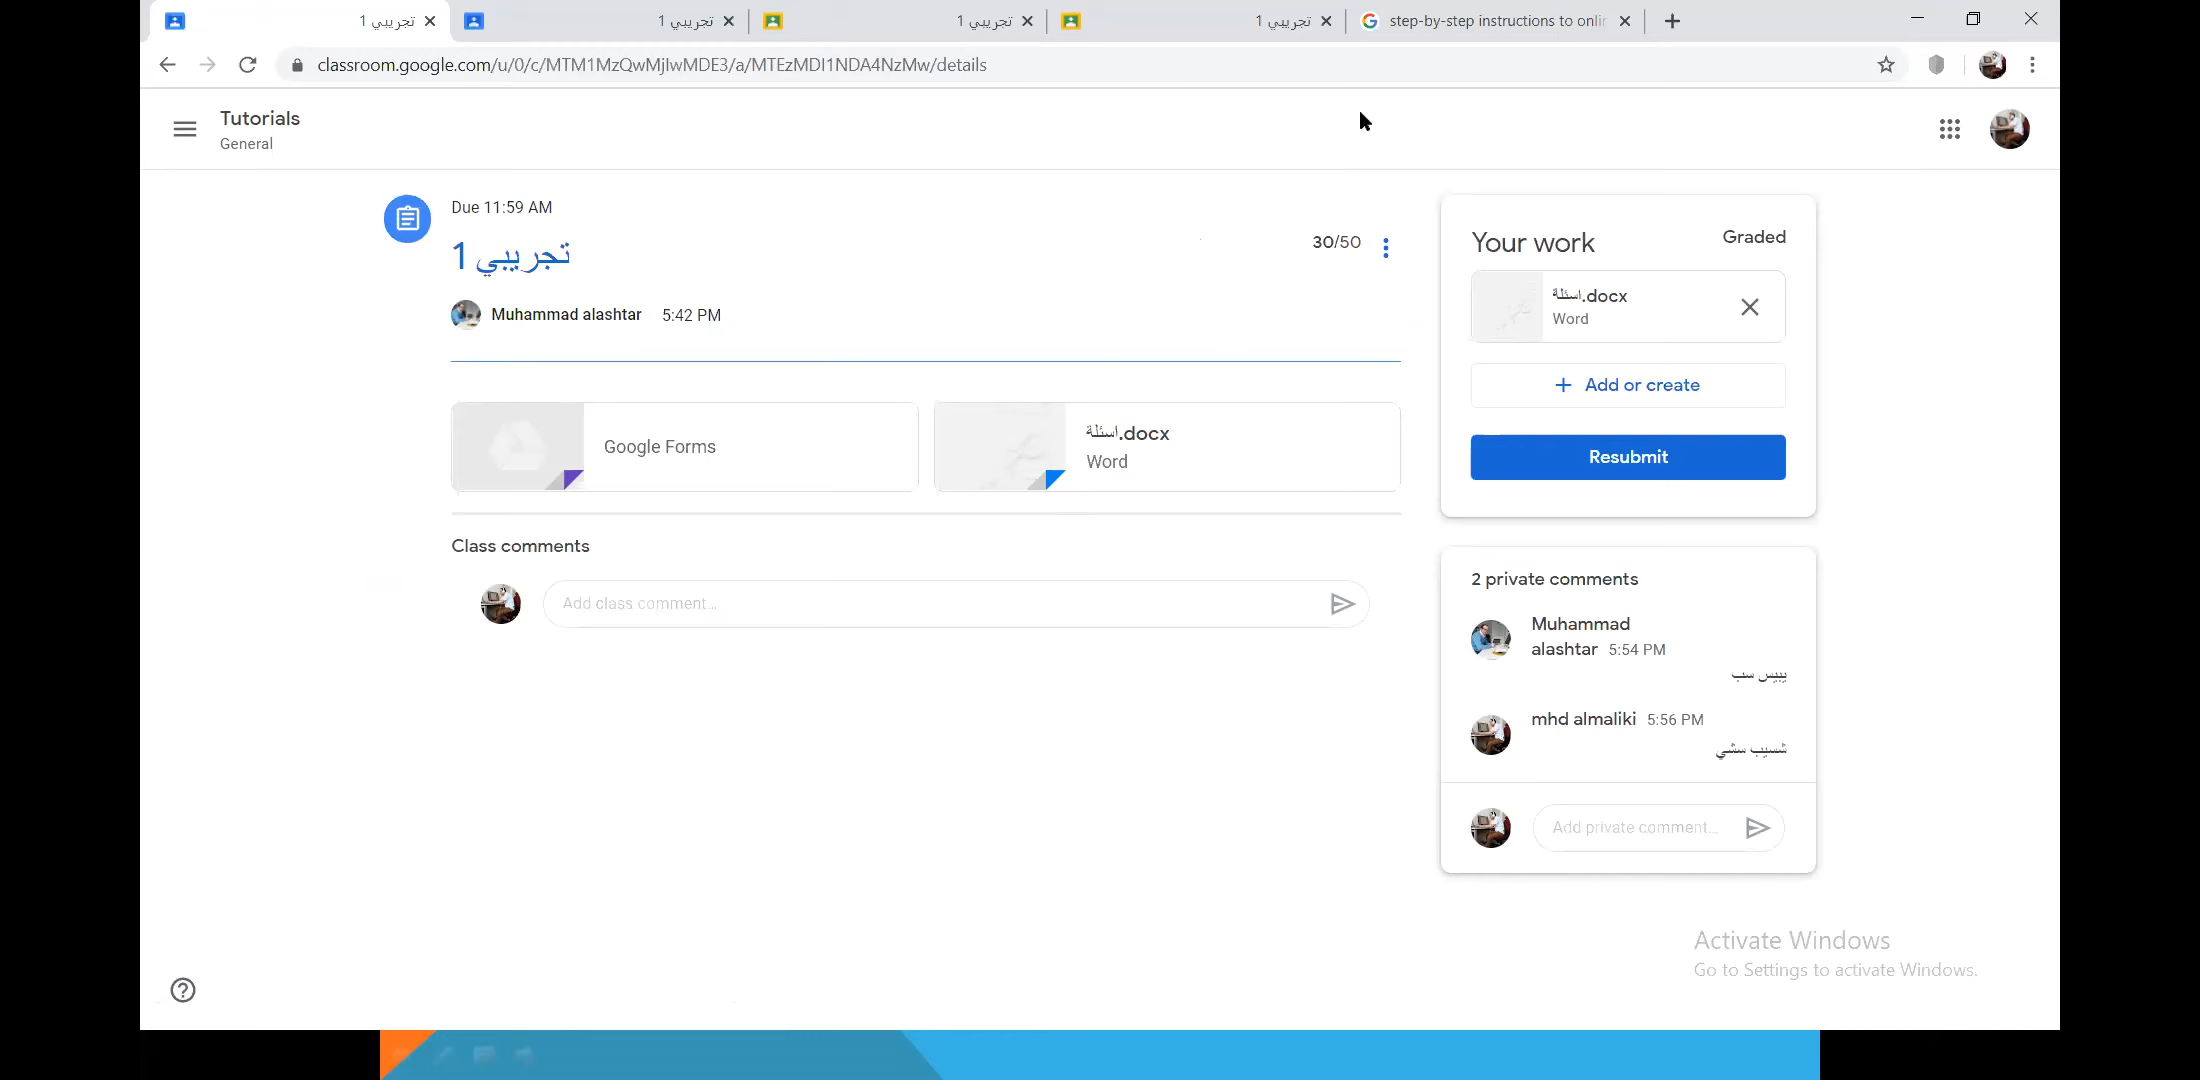 تجريبي 1
تجريبي 1
تجريبي 1
تجريبي 1
step-by-step instructions to onlin
classroom.google.com/u/0/c/MTM1MzQwMjIwMDE3/a/MTEzMDI1NDA4NzMw/details
Tutorials
General
Due 11:59 AM
تجريبي 1
30/50
Muhammad alashtar 5:42 PM
Google Forms
اسئلة.docx
Word
Class comments
Add class comment...
Your work
Graded
اسئلة.docx
Word
Add or create
Resubmit
2 private comments
Muhammad
alashtar 5:54 PM
يبيس سب
mhd almaliki 5:56 PM
شسيب سشي
Add private comment...
Activate Windows
Go to Settings to activate Windows.